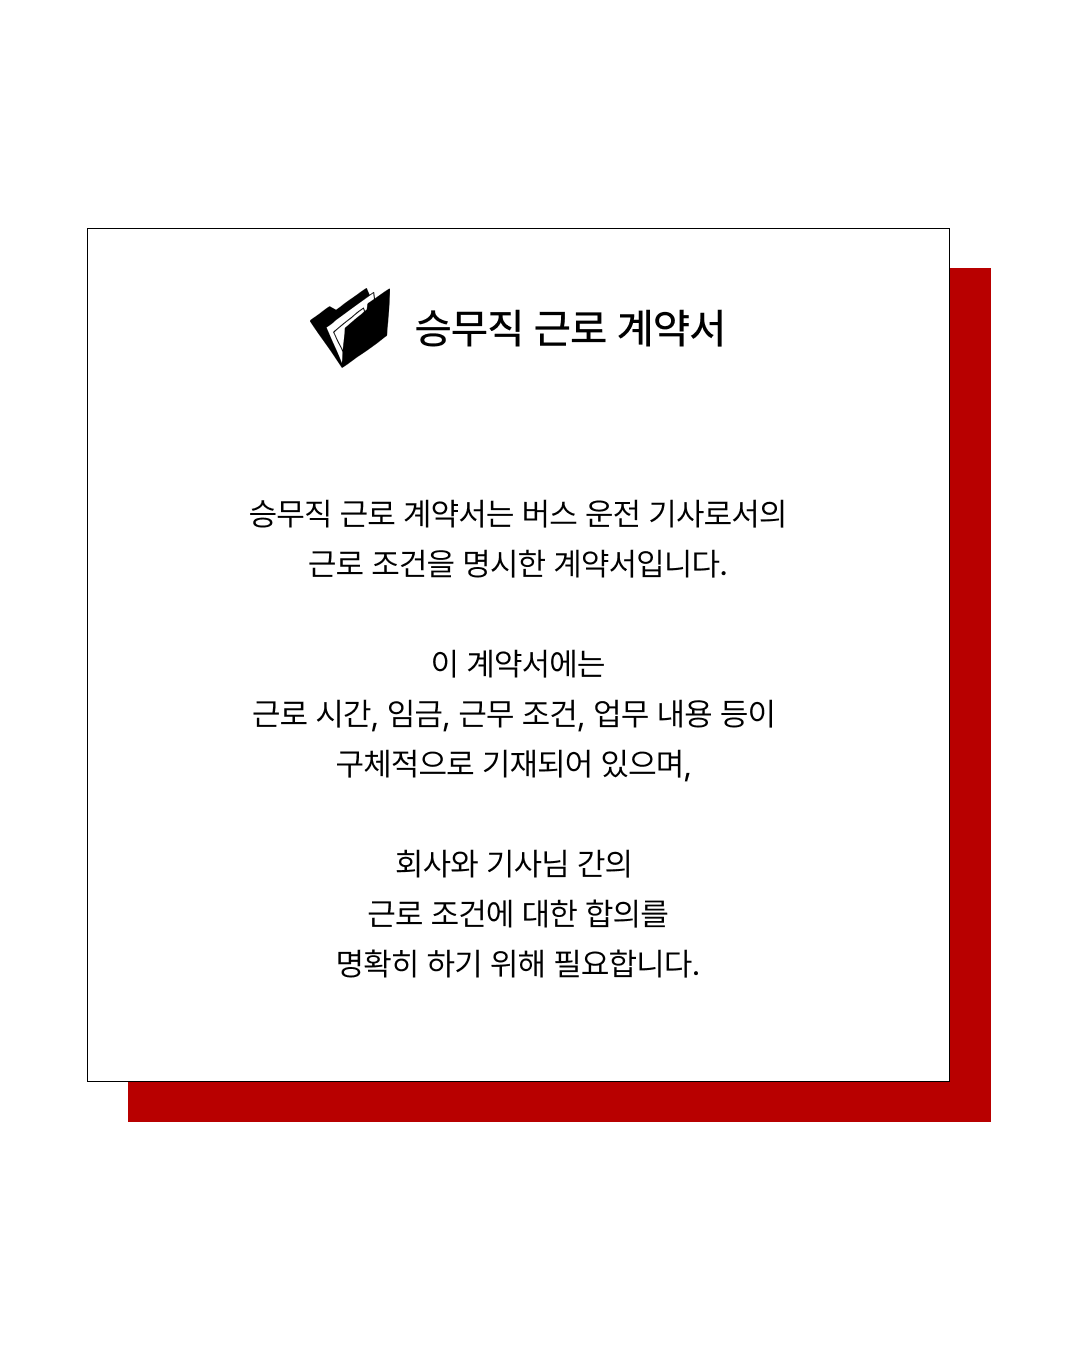 승무직 근로 계약서
승무직 근로 계약서는 버스 운전 기사로서의
근로 조건을 명시한 계약서입니다.
이 계약서에는
근로 시간, 임금, 근무 조건, 업무 내용 등이
구체적으로 기재되어 있으며,
회사와 기사님 간의
근로 조건에 대한 합의를
명확히 하기 위해 필요합니다.